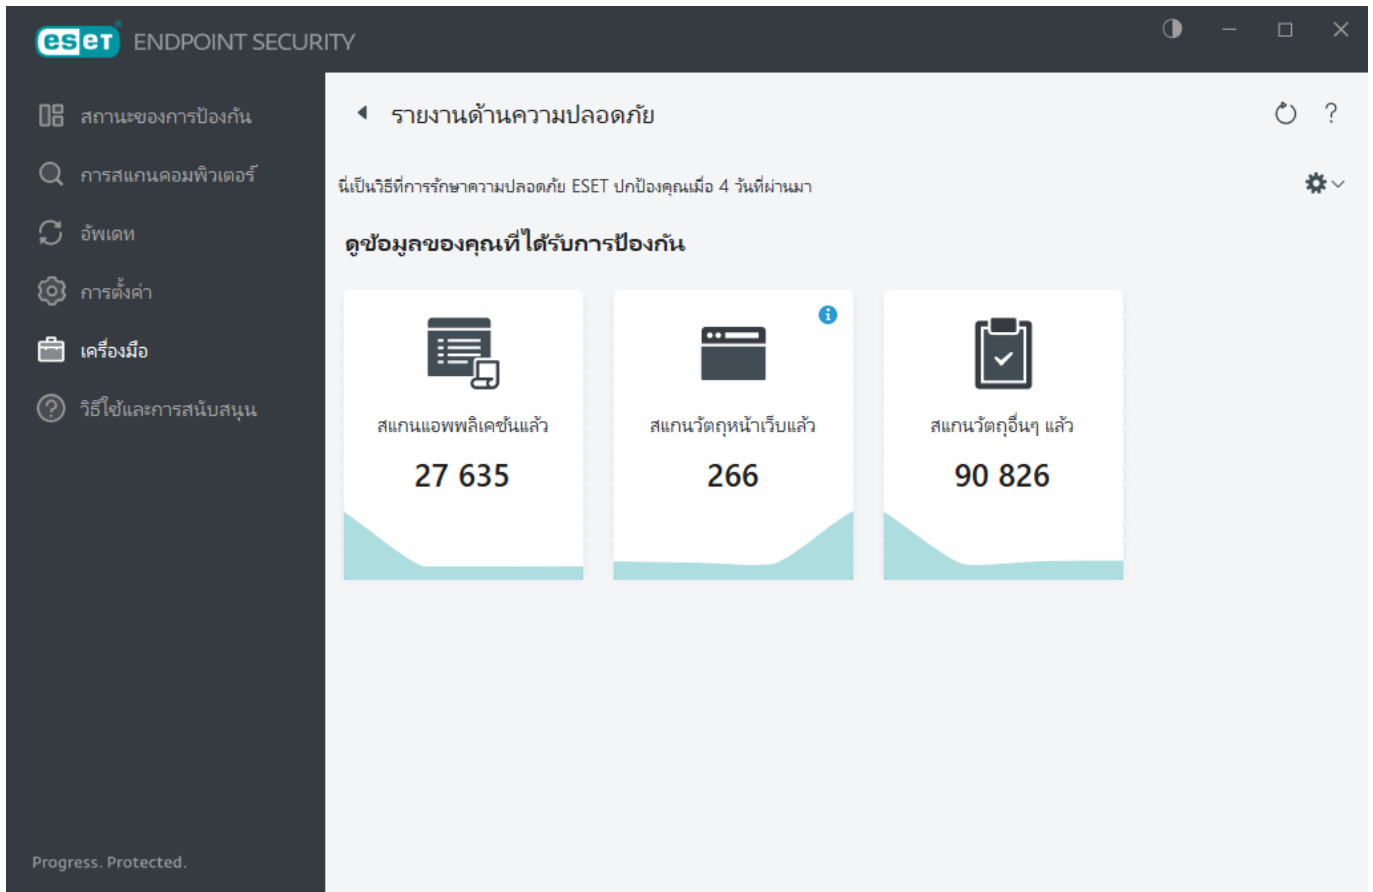 eset ENDPOINT SECURITY
สถานะของการป้องกัน
การสแกนคอมพิวเตอร์
อัพเดท
การตั้งค่า
เครื่องมือ
วิธีใช้และการสนับสนุน
Progress. Protected.
รายงานด้านความปลอดภัย
?
นี่เป็นวิธีที่การรักษาความปลอดภัย ESET ปกป้องคุณเมื่อ 4 วันที่ผ่านมา
ดูข้อมูลของคุณที่ได้รับการป้องกัน
สแกนแอพพลิเคชันแล้ว
27 635
สแกนวัตถุหน้าเว็บแล้ว
266
สแกนวัตถุอื่นๆ แล้ว
90 826